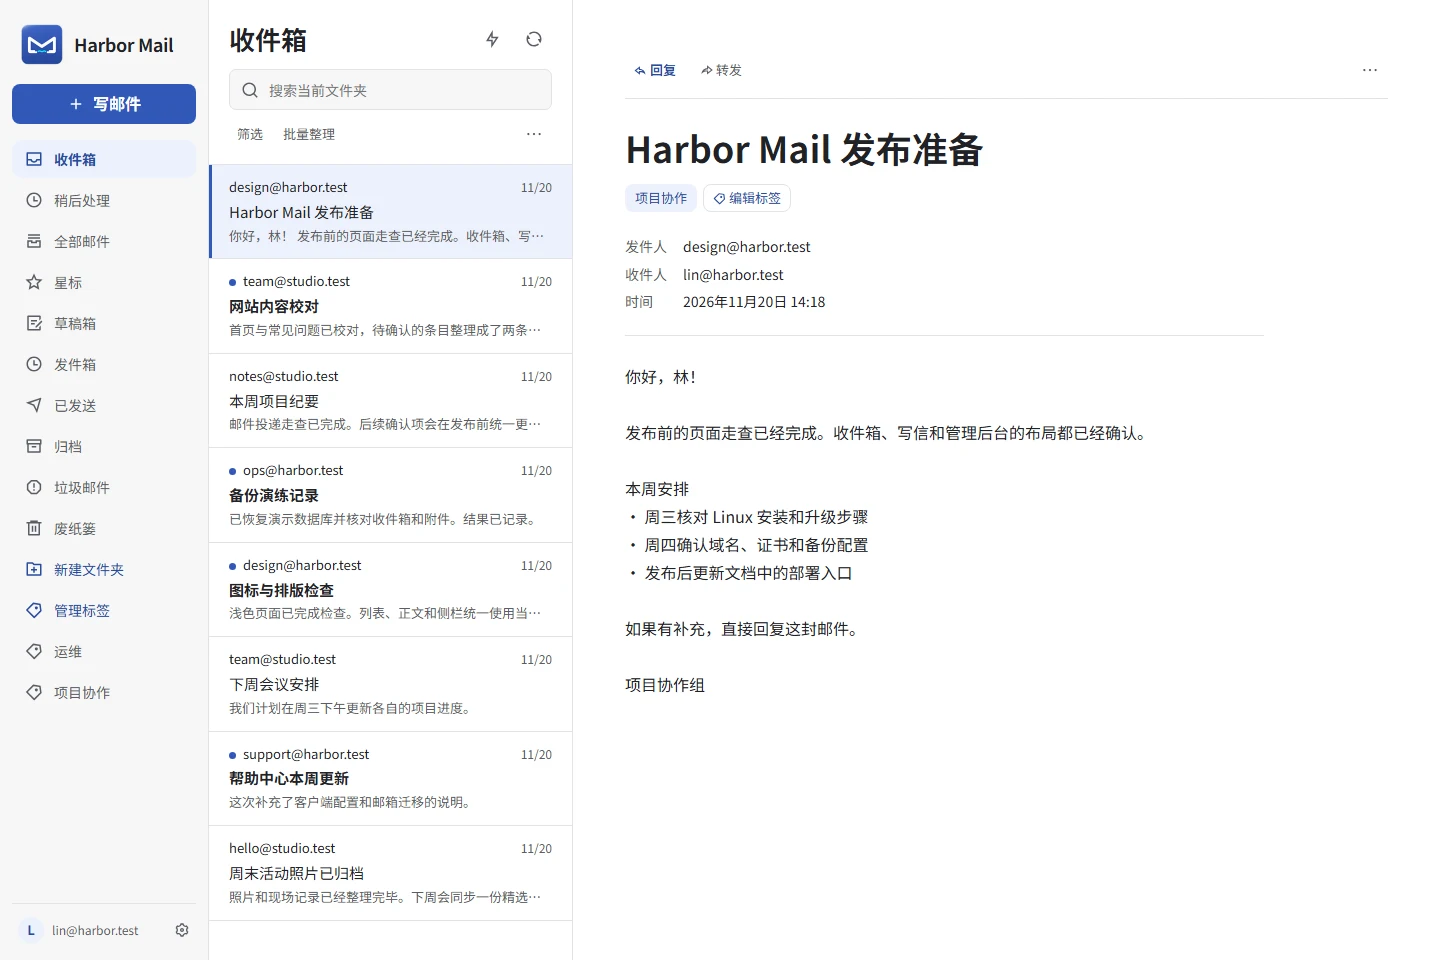 Harbor Mail
写邮件
收件箱
稍后处理
全部邮件
星标
草稿箱
发件箱
已发送
归档
垃圾邮件
废纸篓
新建文件夹
管理标签
运维
项目协作
L lin@harbor.test
收件箱
搜索当前文件夹
筛选 批量整理
design@harbor.test 11/20
Harbor Mail 发布准备
你好，林！ 发布前的页面走查已经完成。收件箱、写…
team@studio.test 11/20
网站内容校对
首页与常见问题已校对，待确认的条目整理成了两条…
notes@studio.test 11/20
本周项目纪要
邮件投递走查已完成。后续确认项会在发布前统一更…
ops@harbor.test 11/20
备份演练记录
已恢复演示数据库并核对收件箱和附件。结果已记录。
design@harbor.test 11/20
图标与排版检查
浅色页面已完成检查。列表、正文和侧栏统一使用当…
team@studio.test 11/20
下周会议安排
我们计划在周三下午更新各自的项目进度。
support@harbor.test 11/20
帮助中心本周更新
这次补充了客户端配置和邮箱迁移的说明。
hello@studio.test 11/20
周末活动照片已归档
照片和现场记录已经整理完毕。下周会同步一份精选…
回复 转发
Harbor Mail 发布准备
项目协作 编辑标签
发件人 design@harbor.test
收件人 lin@harbor.test
时间 2026年11月20日 14:18
你好，林！
发布前的页面走查已经完成。收件箱、写信和管理后台的布局都已经确认。
本周安排
・ 周三核对 Linux 安装和升级步骤
・ 周四确认域名、证书和备份配置
・ 发布后更新文档中的部署入口
如果有补充，直接回复这封邮件。
项目协作组